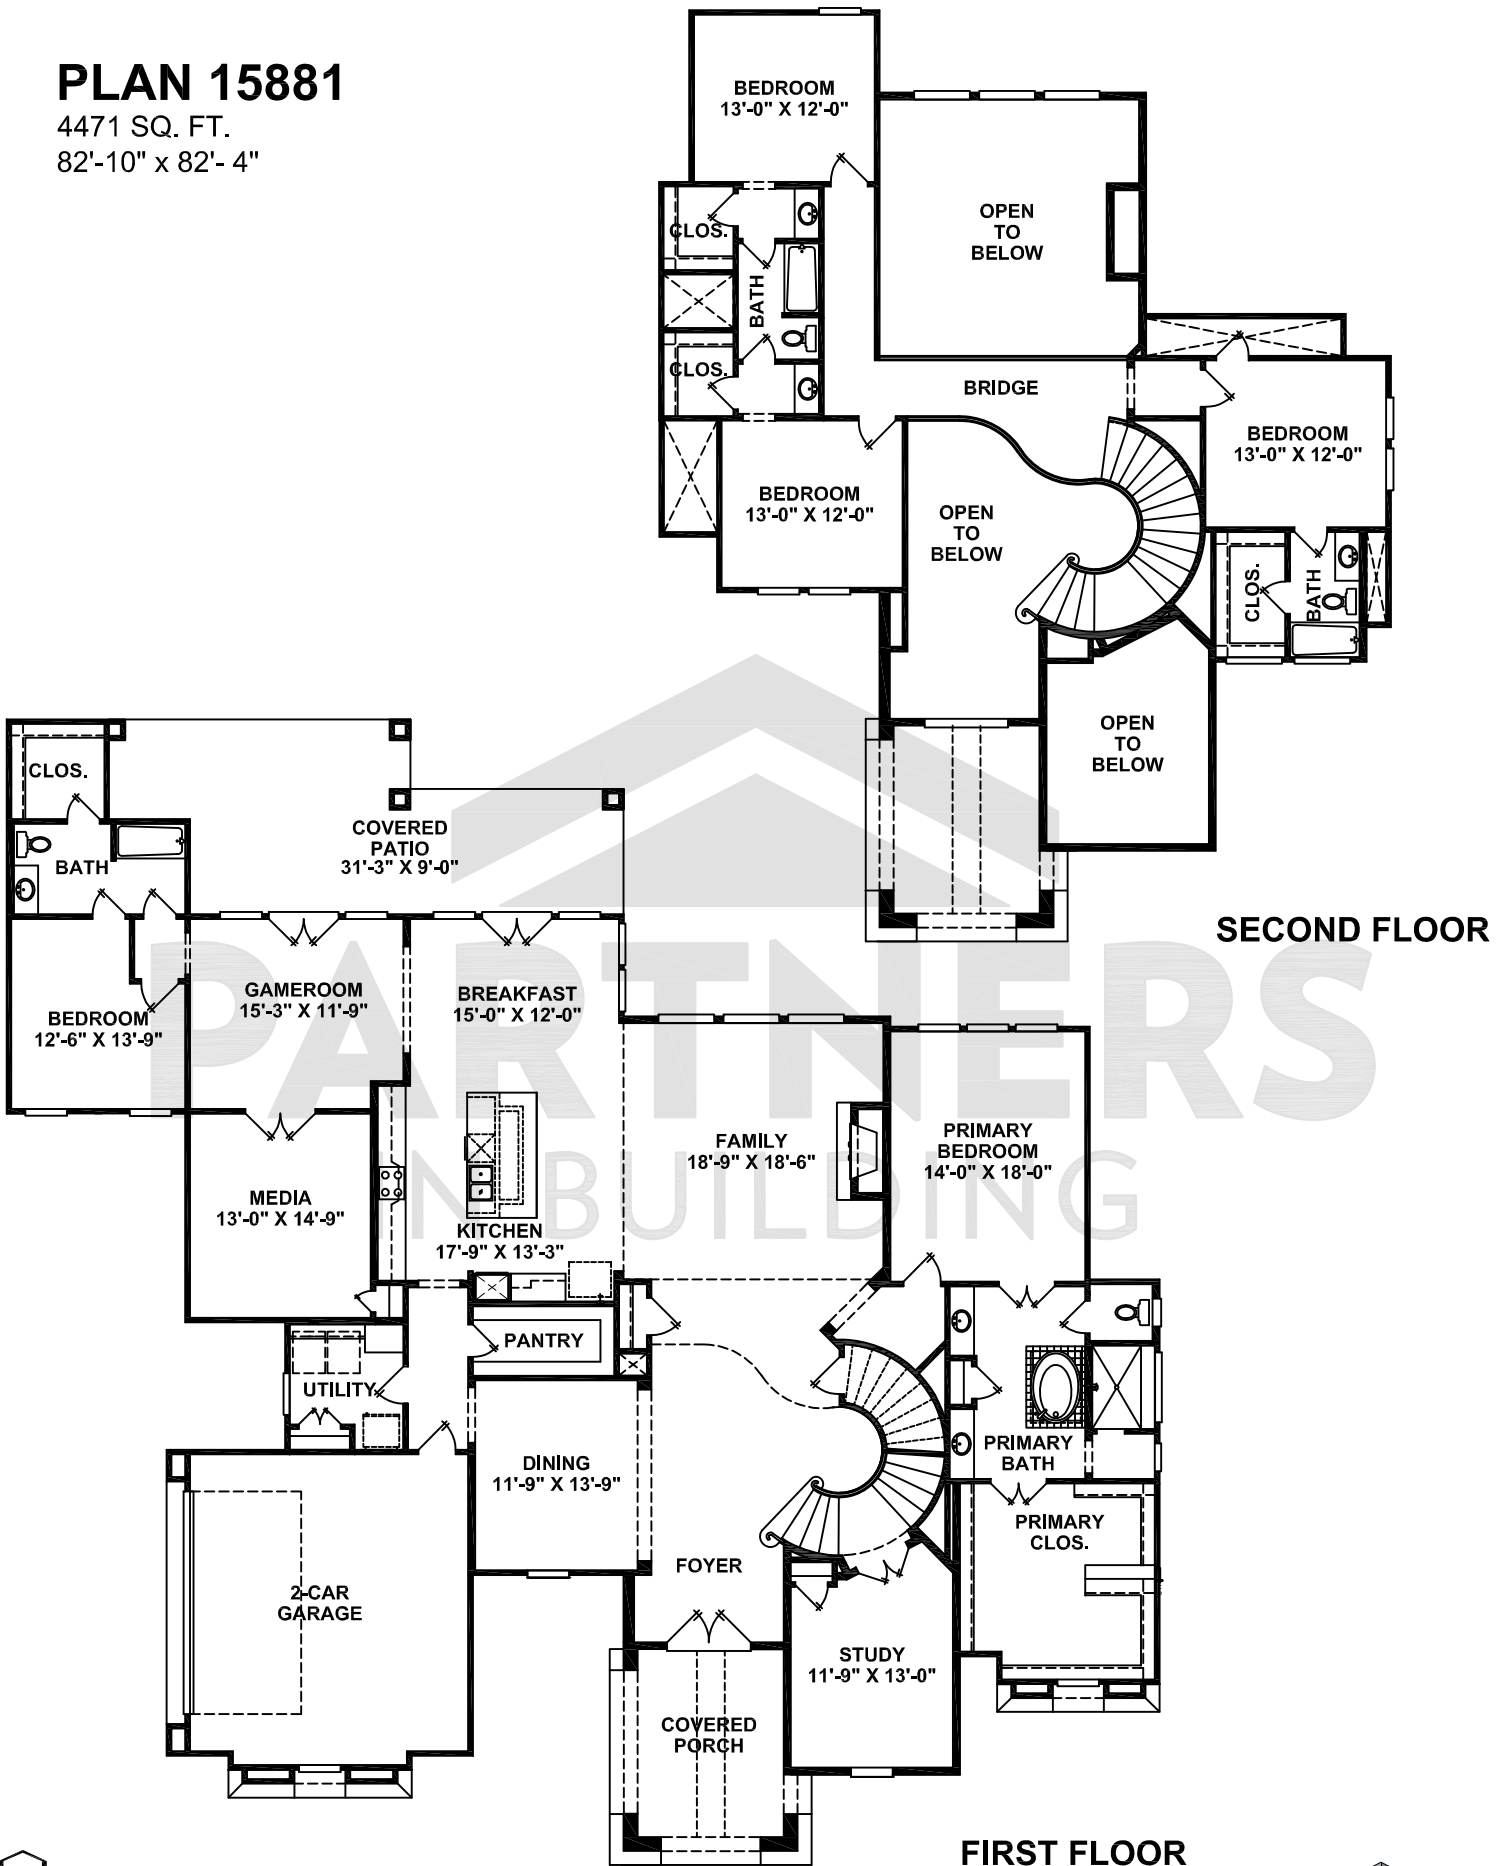 PLAN 15881
4471 SQ. FT.
82'-10" x 82'- 4"
BEDROOM
13'-0" X 12'-0"
OPEN
TO
BELOW
CLOS.
BATH
CLOS.
BRIDGE
BEDROOM
13'-0" X 12'-0"
BEDROOM
13'-0" X 12'-0"
OPEN
TO
BELOW
CLOS.
BATH
OPEN
TO
BELOW
SECOND FLOOR
CLOS.
COVERED
PATIO
31'-3" X 9'-0"
BATH
GAMEROOM
15'-3" X 11'-9"
BREAKFAST
15'-0" X 12'-0"
BEDROOM
12'-6" X 13'-9"
PARTNERS
IN BUILDING
FAMILY
18'-9" X 18'-6"
PRIMARY
BEDROOM
14'-0" X 18'-0"
MEDIA
13'-0" X 14'-9"
KITCHEN
17'-9" X 13'-3"
PANTRY
UTILITY
DINING
11'-9" X 13'-9"
PRIMARY
BATH
PRIMARY
CLOS.
FOYER
2-CAR
GARAGE
STUDY
11'-9" X 13'-0"
COVERED
PORCH
FIRST FLOOR